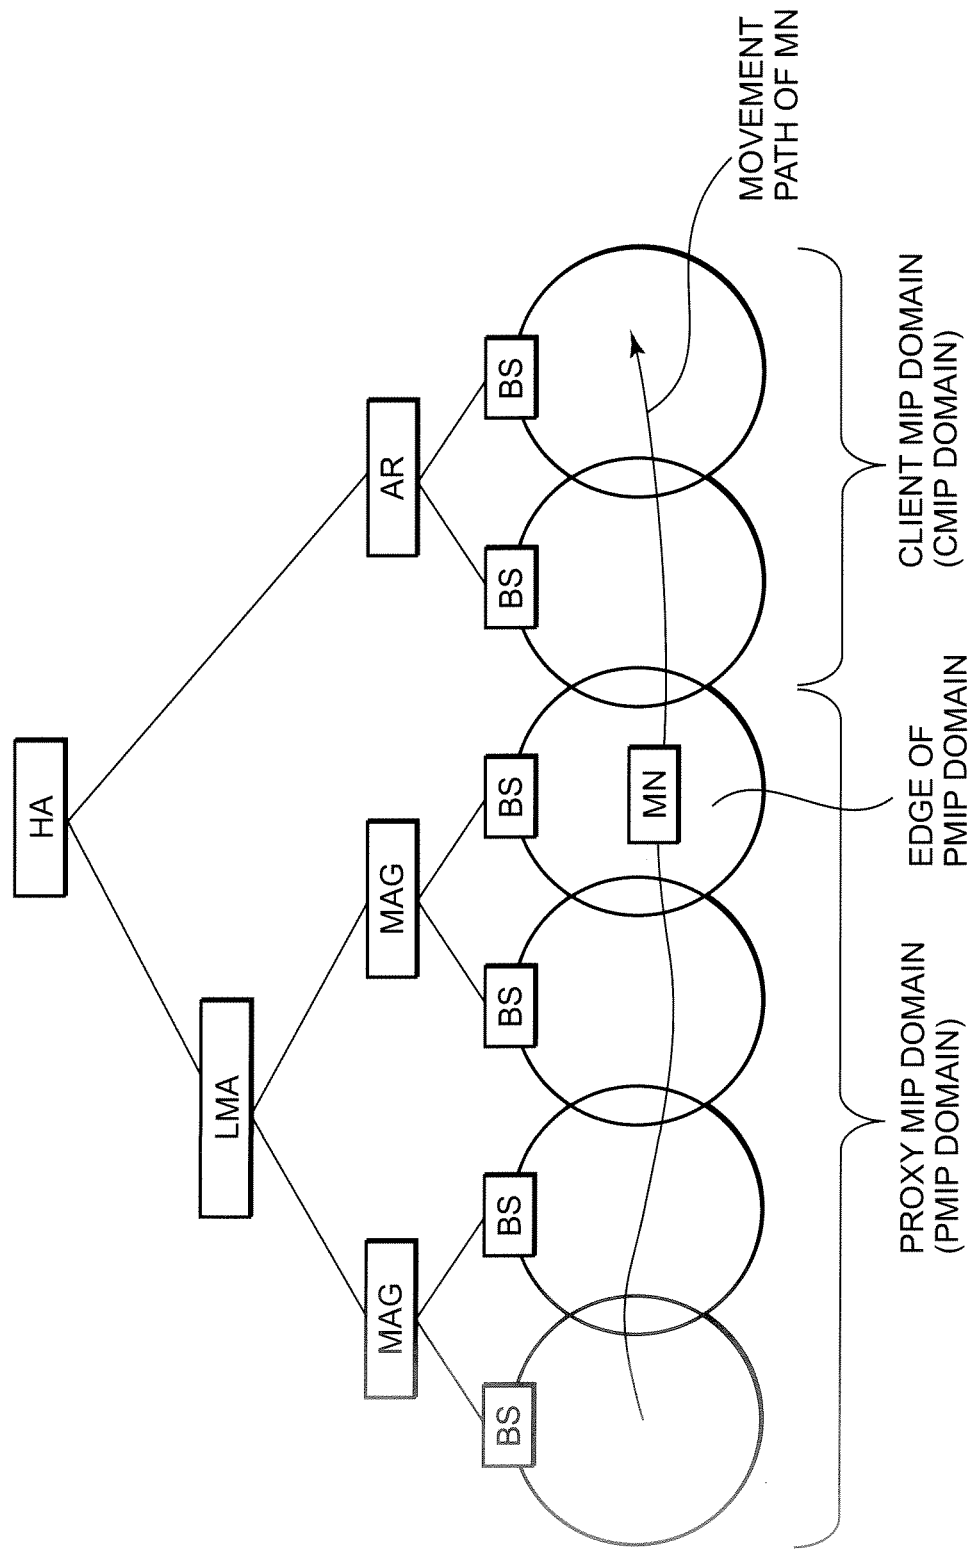 HA
LMA
MAG
MAG
AR
BS
BS
BS
BS
BS
BS
MN
MOVEMENT
PATH OF MN
PROXY MIP DOMAIN
(PMIP DOMAIN)
EDGE OF
PMIP DOMAIN
CLIENT MIP DOMAIN
(CMIP DOMAIN)